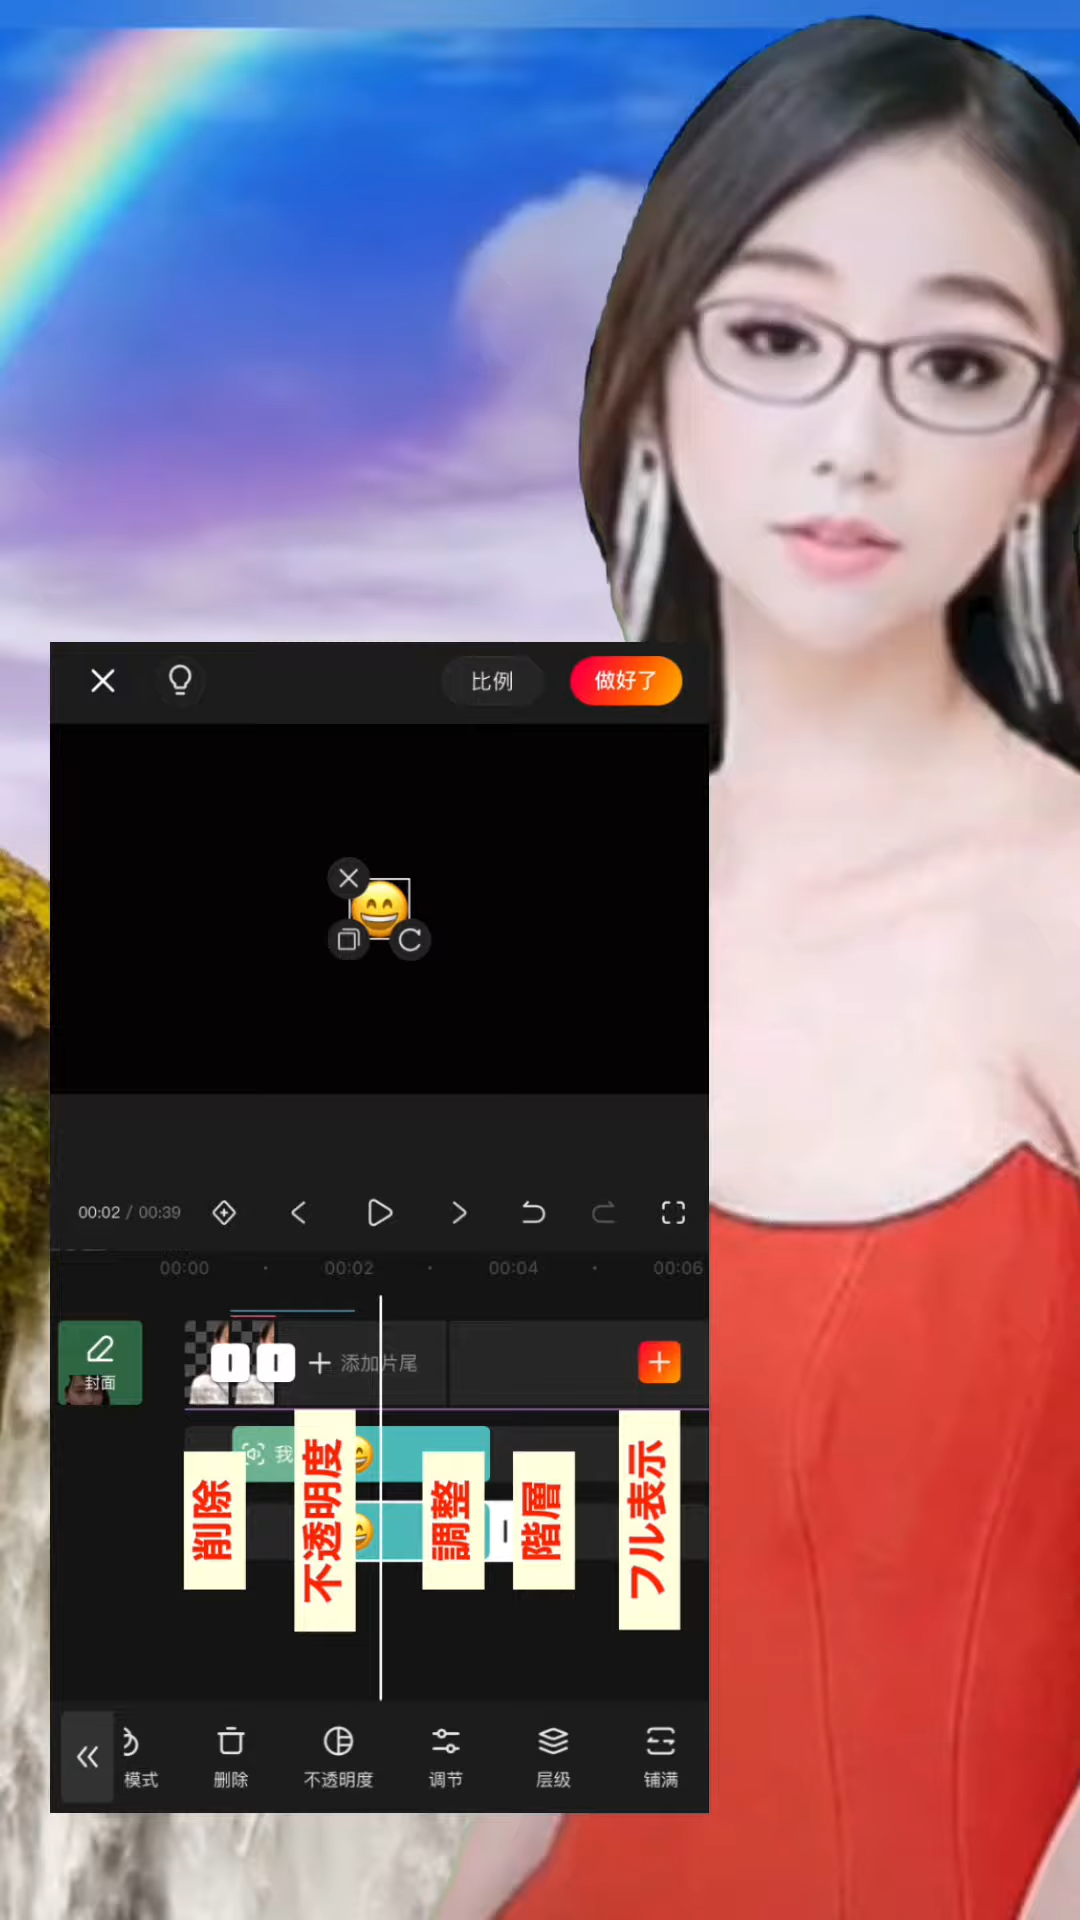 比例
做好了
00:02 / 00:39
00:00
00:02
00:04
00:06
封面
添加片尾
我
削除
不透明度
調整
階層
フル表示
模式
删除
不透明度
调节
层级
铺满